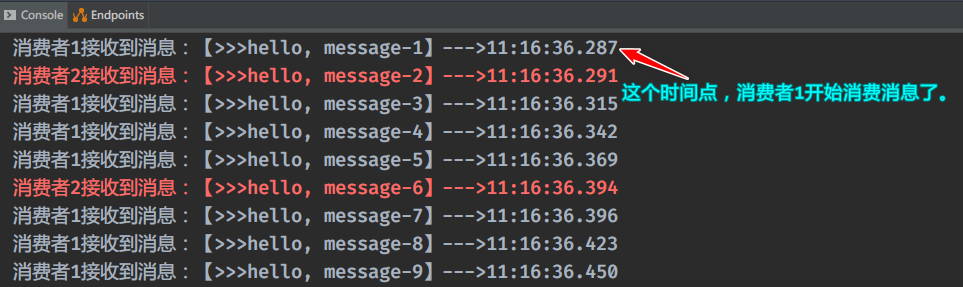 Console Endpoints
消费者1接收到消息：【>>>hello, message-1】--->11:16:36.287
消费者2接收到消息：【>>>hello, message-2】--->11:16:36.291
这个时间点，消费者1开始消费消息了。
消费者1接收到消息：【>>>hello, message-3】--->11:16:36.315
消费者1接收到消息：【>>>hello, message-4】--->11:16:36.342
消费者1接收到消息：【>>>hello, message-5】--->11:16:36.369
消费者2接收到消息：【>>>hello, message-6】--->11:16:36.394
消费者1接收到消息：【>>>hello, message-7】--->11:16:36.396
消费者1接收到消息：【>>>hello, message-8】--->11:16:36.423
消费者1接收到消息：【>>>hello, message-9】--->11:16:36.450